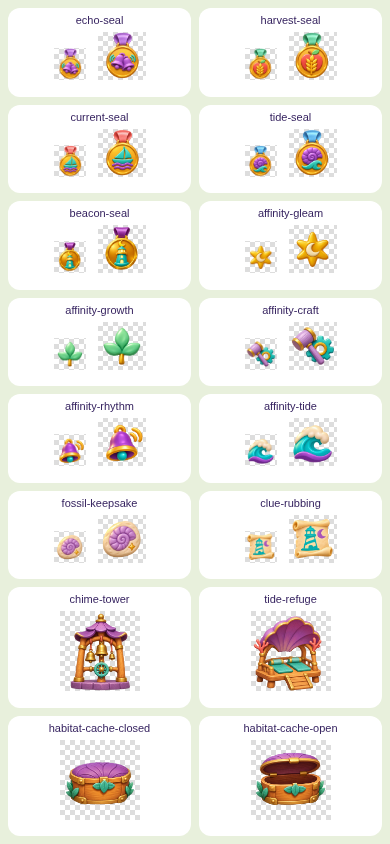 echo-seal
harvest-seal
current-seal
tide-seal
beacon-seal
affinity-gleam
affinity-growth
affinity-craft
affinity-rhythm
affinity-tide
fossil-keepsake
clue-rubbing
chime-tower
tide-refuge
habitat-cache-closed
habitat-cache-open